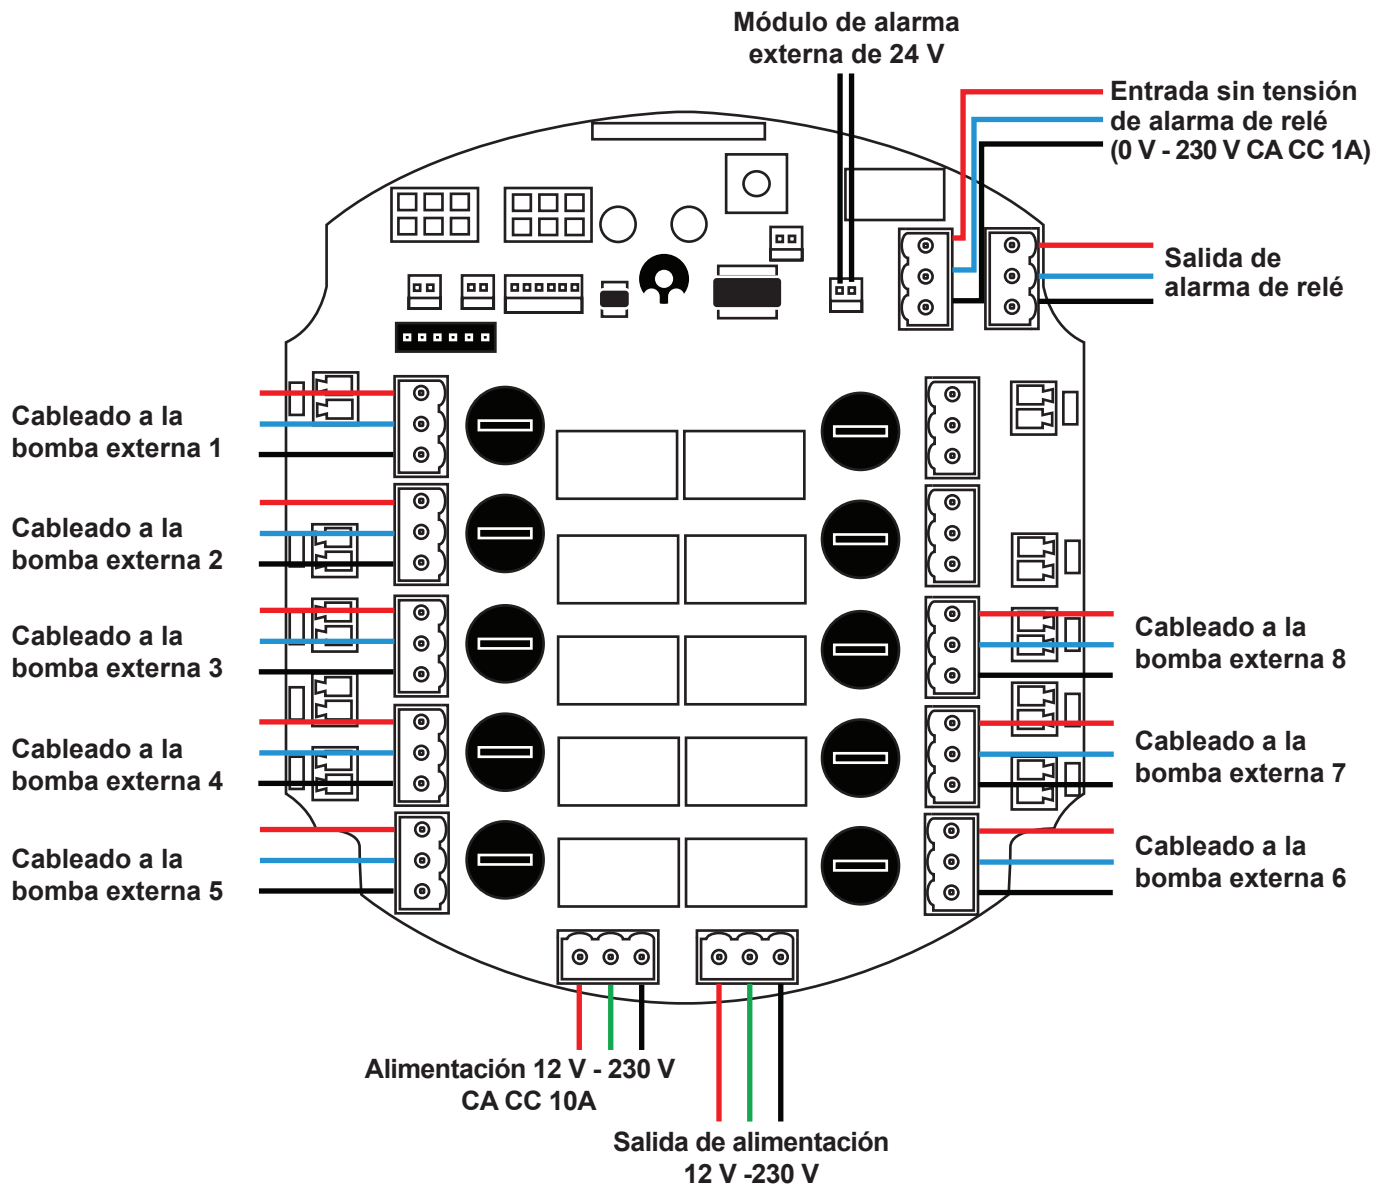 Módulo de alarma
externa de 24 V
Entrada sin tensión
de alarma de relé
(0 V - 230 V CA CC 1A)
Salida de
alarma de relé
Cableado a la
bomba externa 1
Cableado a la
bomba externa 2
Cableado a la
bomba externa 3
Cableado a la
bomba externa 4
Cableado a la
bomba externa 5
Cableado a la
bomba externa 8
Cableado a la
bomba externa 7
Cableado a la
bomba externa 6
Alimentación 12 V - 230 V
CA CC 10A
Salida de alimentación
12 V -230 V